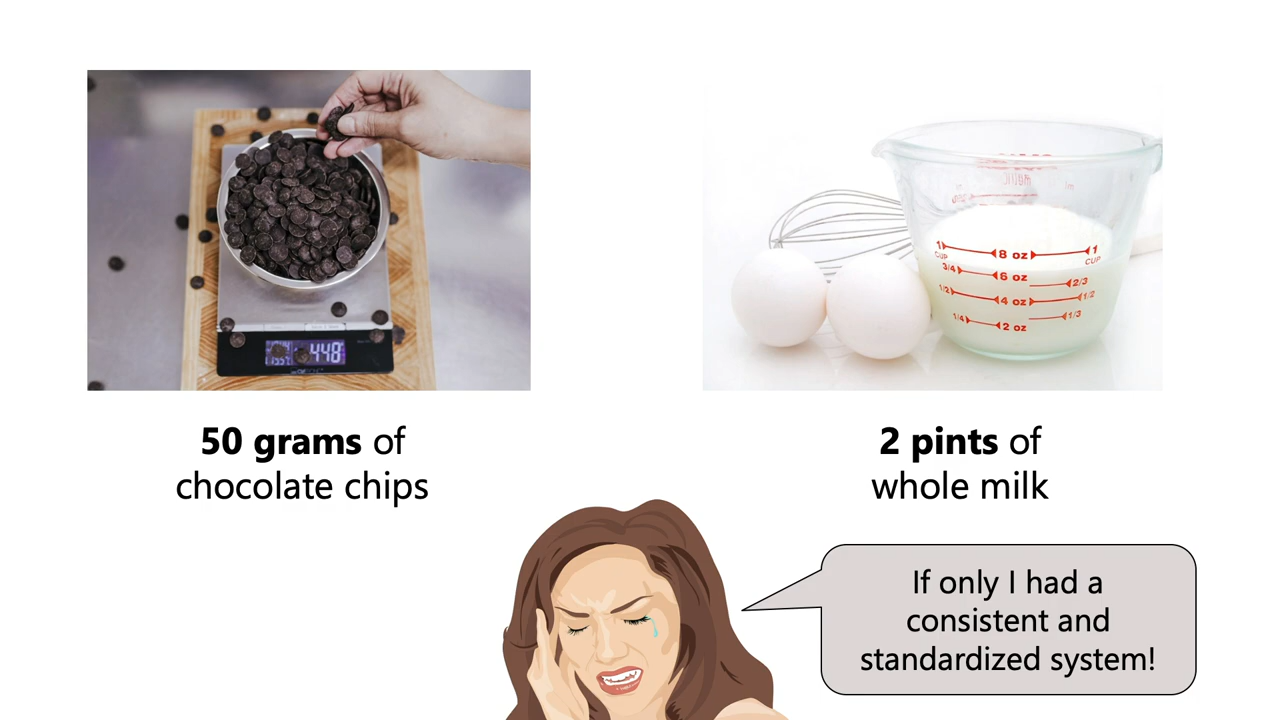 448
50 grams of
chocolate chips
1 CUP 8 oz 1 CUP
3/4 6 oz 2/3
1/2 4 oz 1/2
1/4 2 oz 1/3
2 pints of
whole milk
If only I had a
consistent and
standardized system!